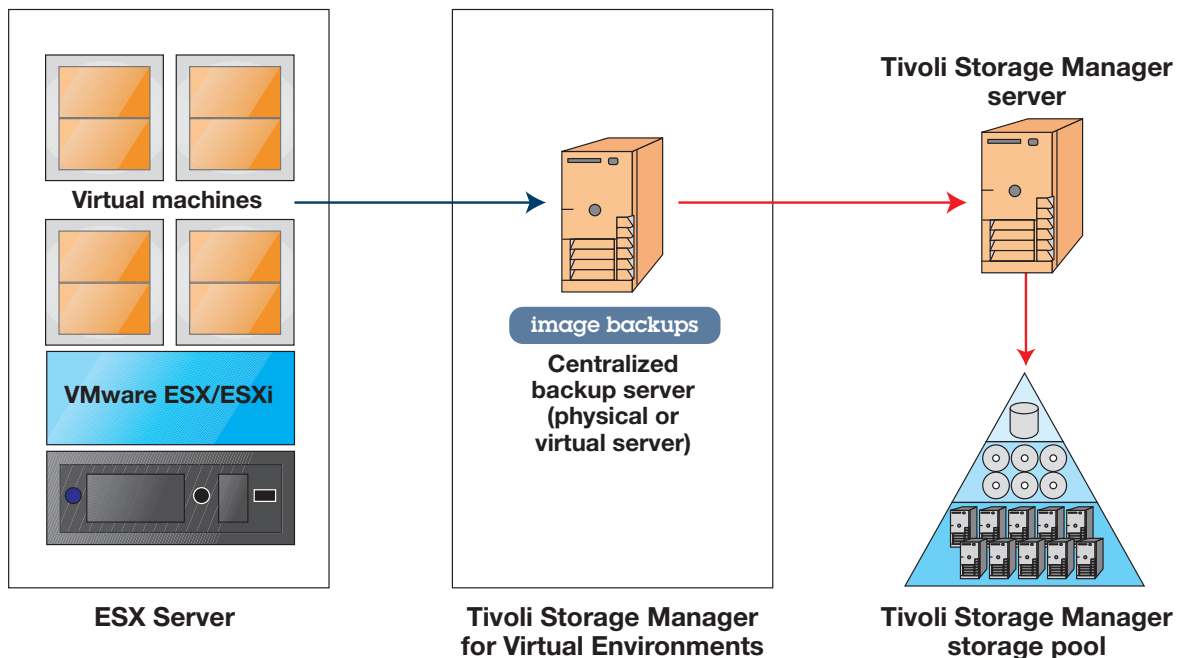 Virtual machines
VMware ESX/ESXi
ESX Server
image backups
Centralized
backup server
(physical or
virtual server)
Tivoli Storage Manager
for Virtual Environments
Tivoli Storage Manager
server
Tivoli Storage Manager
storage pool